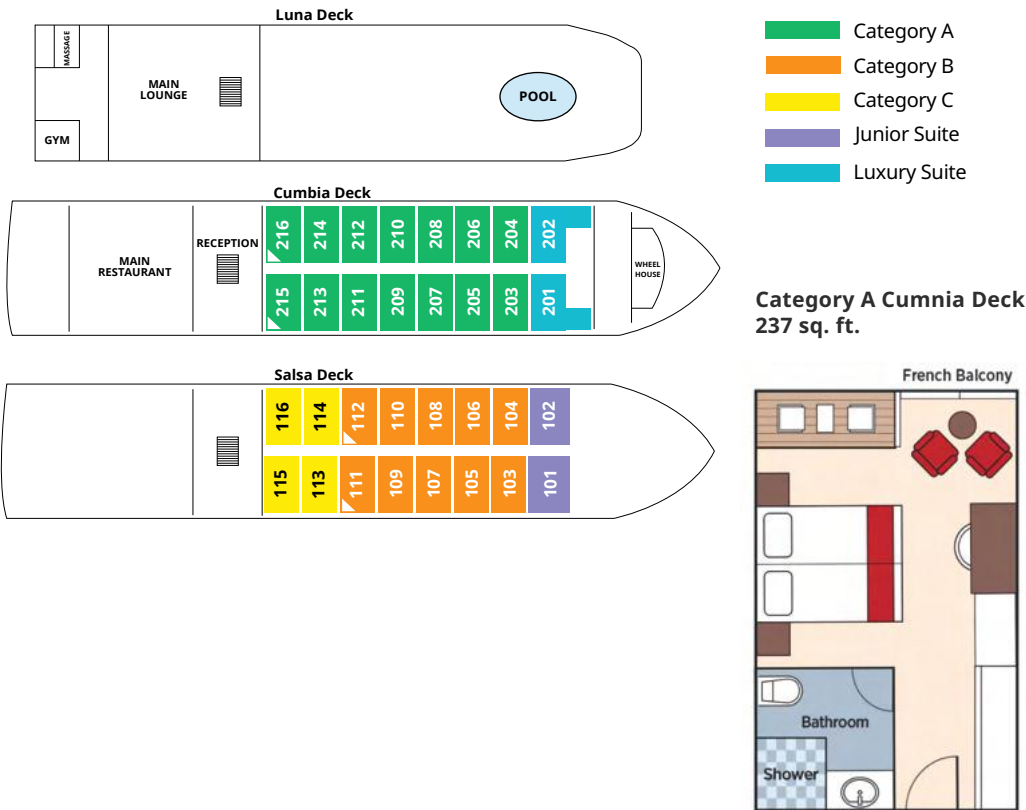 Luna Deck
MASSAGE
MAIN
LOUNGE
GYM
POOL
Category A
Category B
Category C
Junior Suite
Luxury Suite
Cumbia Deck
MAIN
RESTAURANT
RECEPTION
216 214 212 210 208 206 204 202
215 213 211 209 207 205 203 201
WHEEL
HOUSE
Salsa Deck
116 114 112 110 108 106 104 102
115 113 111 109 107 105 103 101
Category A Cumnia Deck
237 sq. ft.
French Balcony
Bathroom
Shower